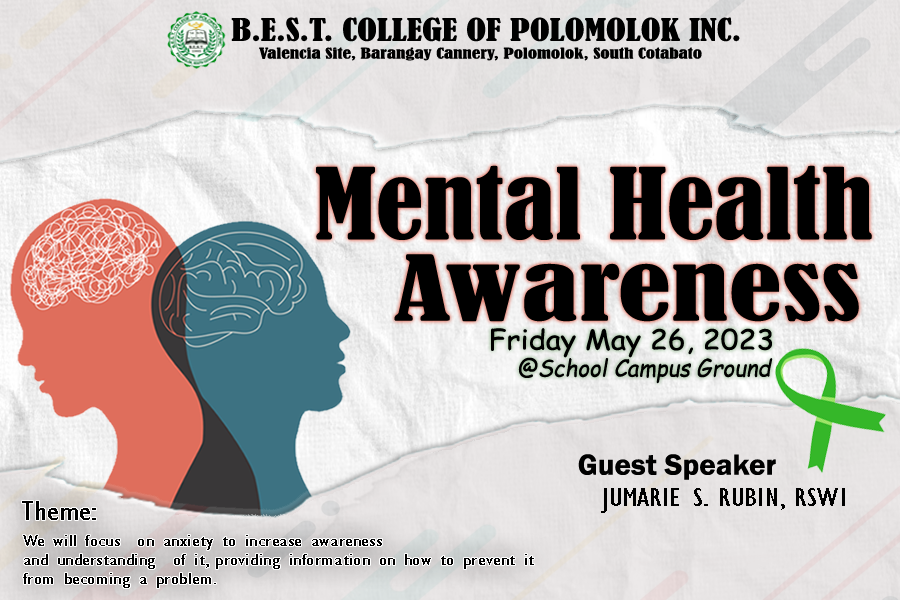 B.E.S.T. COLLEGE OF POLOMOLOK INC.
Valencia Site, Barangay Cannery, Polomolok, South Cotabato
Mental Health
Awareness
Friday May 26, 2023
@School Campus Ground
Guest Speaker
JUMARIE S. RUBIN, RSWI
Theme:
We will focus on anxiety to increase awareness
and understanding of it, providing information on how to prevent it
from becoming a problem.